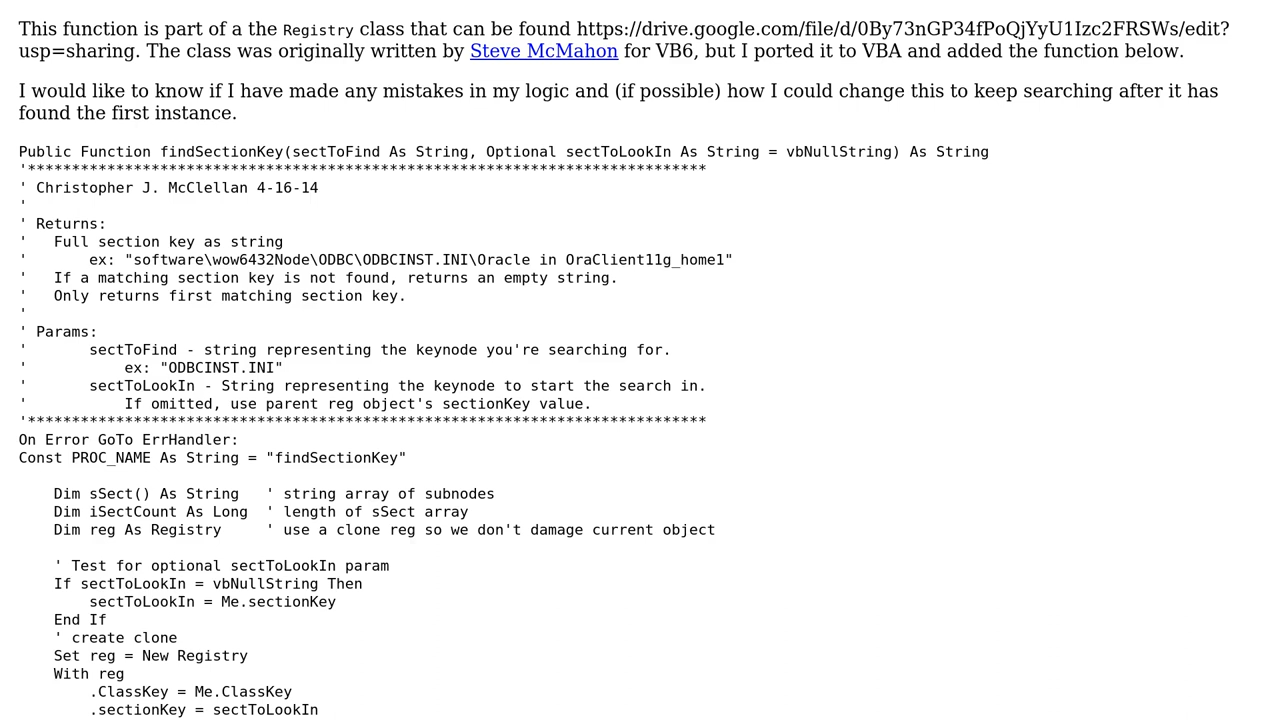 This function is part of a the Registry class that can be found https://drive.google.com/file/d/0By73nGP34fPoQjYyU1Izc2FRSWs/edit?
usp=sharing. The class was originally written by Steve McMahon for VB6, but I ported it to VBA and added the function below.
I would like to know if I have made any mistakes in my logic and (if possible) how I could change this to keep searching after it has
found the first instance.
Public Function findSectionKey(sectToFind As String, Optional sectToLookIn As String = vbNullString) As String
'*****************************************************************************
' Christopher J. McClellan 4-16-14
'
' Returns:
'   Full section key as string
'       ex: "software\wow6432Node\ODBC\ODBCINST.INI\Oracle in OraClient11g_home1"
'   If a matching section key is not found, returns an empty string.
'   Only returns first matching section key.
'
' Params:
'       sectToFind - string representing the keynode you're searching for.
'           ex: "ODBCINST.INI"
'       sectToLookIn - String representing the keynode to start the search in.
'           If omitted, use parent reg object's sectionKey value.
'*****************************************************************************
On Error GoTo ErrHandler:
Const PROC_NAME As String = "findSectionKey"
    Dim sSect() As String   ' string array of subnodes
    Dim iSectCount As Long  ' length of sSect array
    Dim reg As Registry     ' use a clone reg so we don't damage current object
    ' Test for optional sectToLookIn param
    If sectToLookIn = vbNullString Then
        sectToLookIn = Me.sectionKey
    End If
    ' create clone
    Set reg = New Registry
    With reg
        .ClassKey = Me.ClassKey
        .sectionKey = sectToLookIn